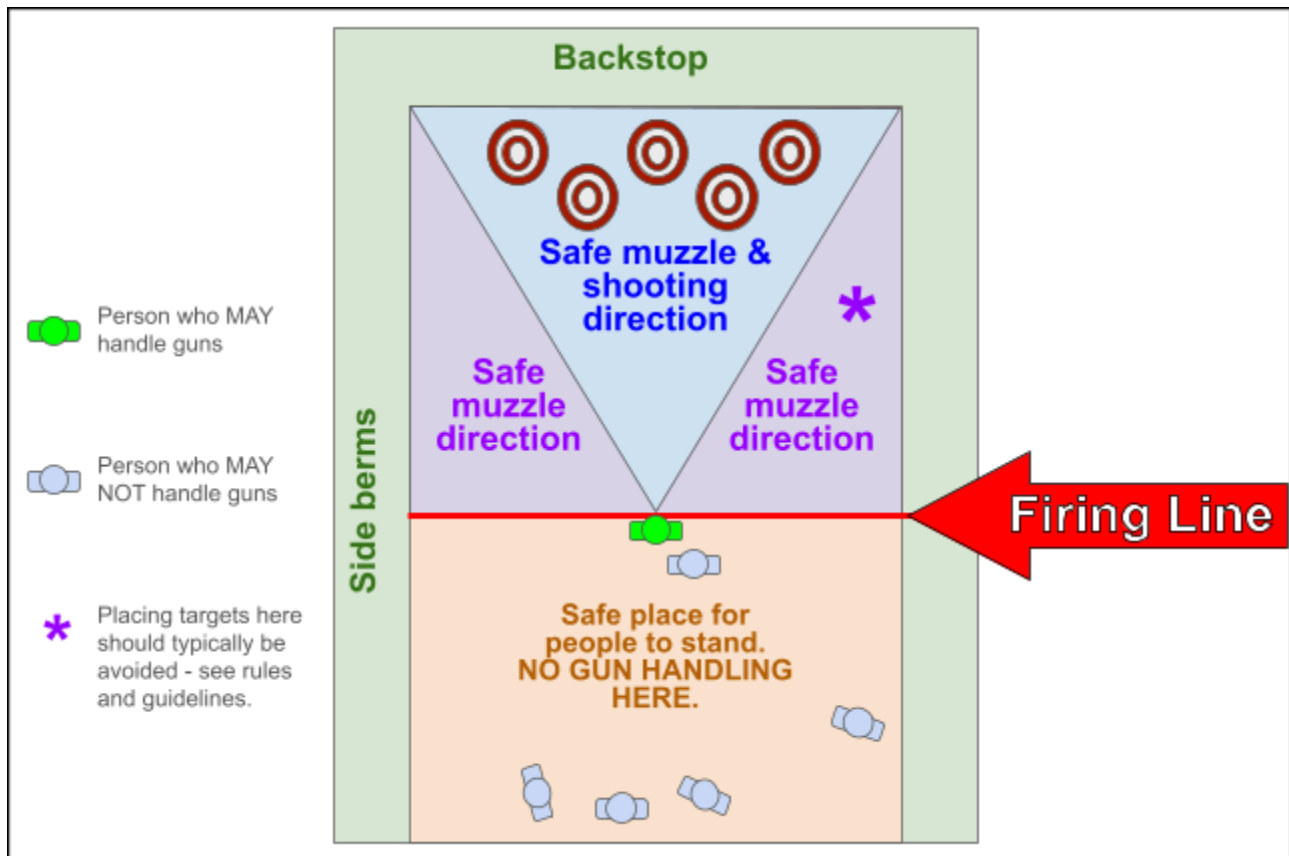 Backstop
Safe muzzle &
shooting
direction
*
Safe
muzzle
direction
Safe
muzzle
direction
Side berms
Firing Line
Safe place for
people to stand.
NO GUN HANDLING
HERE.
Person who MAY
handle guns
Person who MAY
NOT handle guns
*
Placing targets here
should typically be
avoided - see rules
and guidelines.